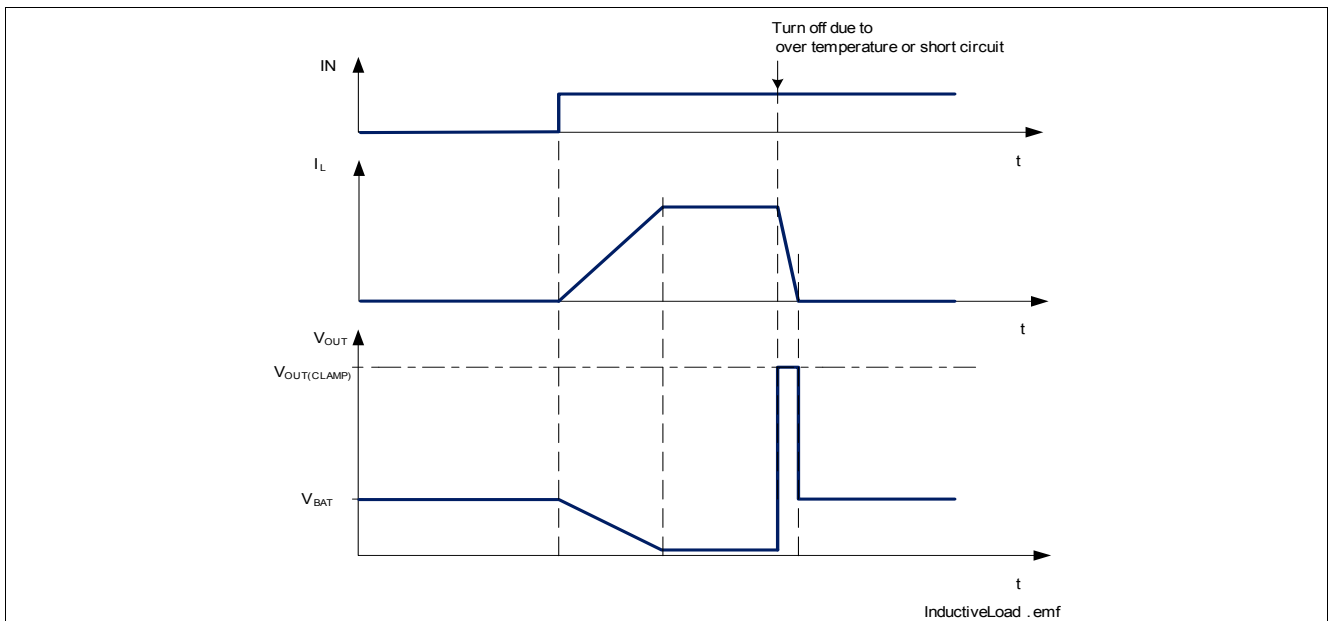 Turn off due to
over temperature or short circuit
IN
t
IL
t
VOUT
VOUT(CLAMP)
VBAT
t
InductiveLoad .emf